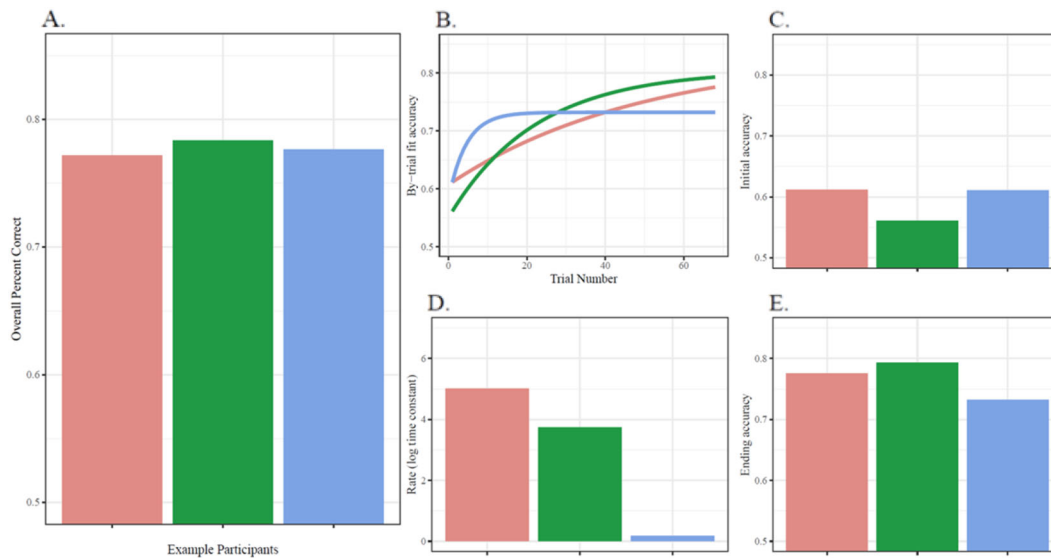 A.
Overall Percent Correct
0.8
0.7
0.6
0.5
Example Participants
B.
By-trial fit accuracy
0.8
0.7
0.6
0.5
0
20
40
60
Trial Number
C.
Initial accuracy
0.8
0.7
0.6
0.5
D.
Rate (log time constant)
6
4
2
0
E.
Ending accuracy
0.8
0.7
0.6
0.5